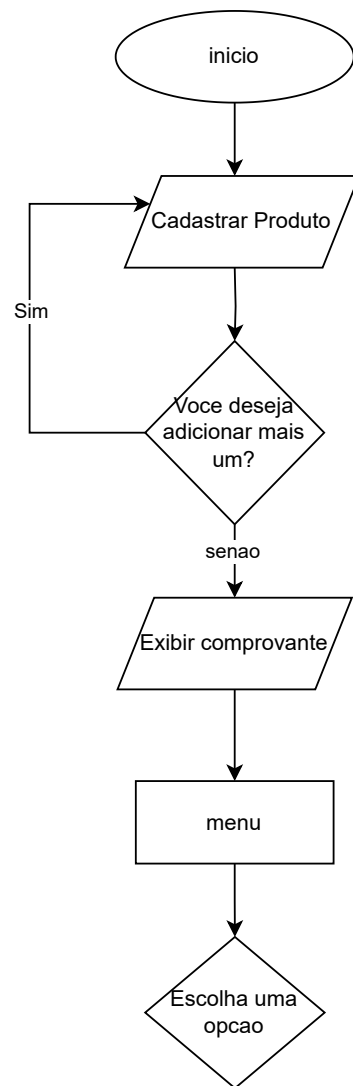 inicio
Cadastrar Produto
Sim
Voce deseja
adicionar mais
um?
senao
Exibir comprovante
menu
Escolha uma
opcao